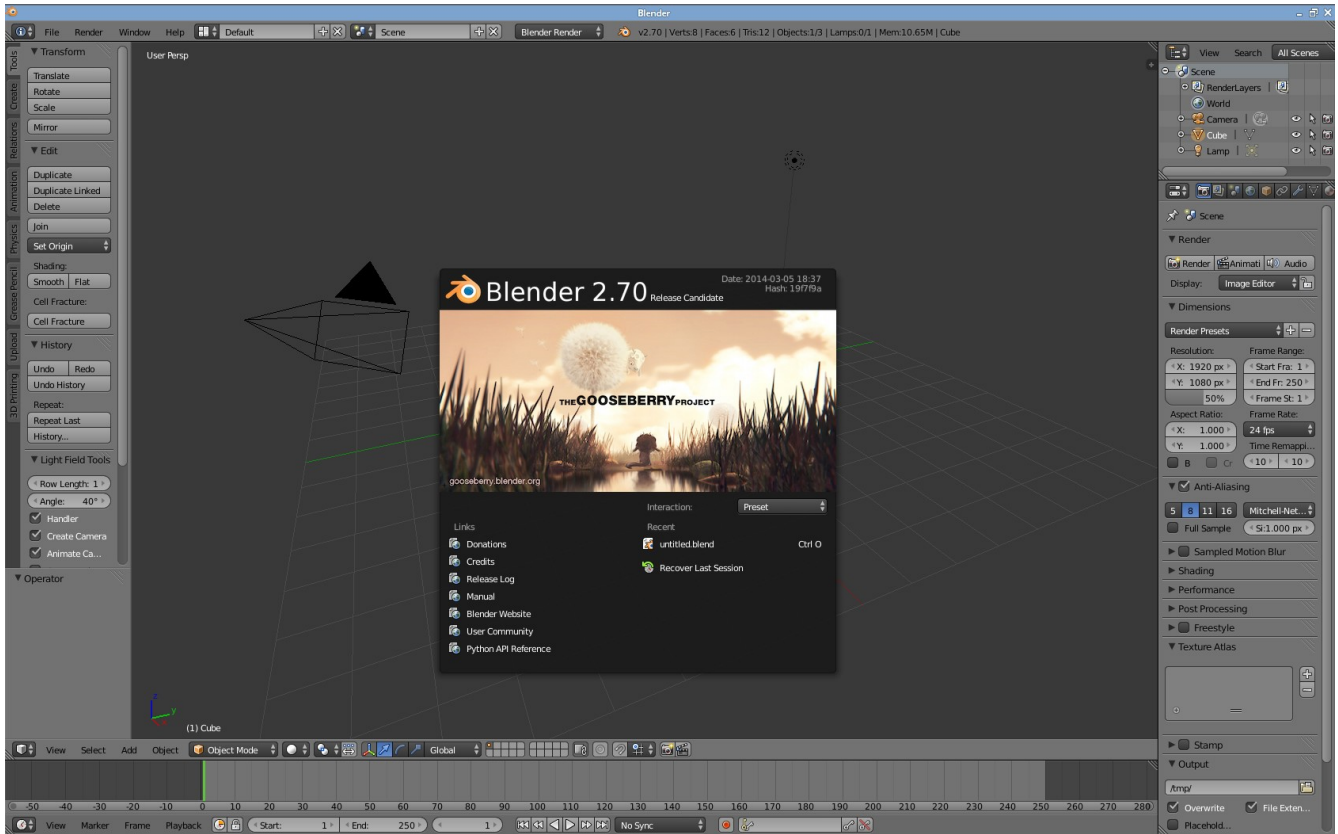 Blender
File Render Window Help Default Scene Blender Render v2.70 | Verts:8 | Faces:6 | Tris:12 | Objects:1/3 | Lamps:0/1 | Mem:10.65M | Cube
Tools
Create
Relations
Animation
Physics
Grease Pencil
Upload
3D Printing
Transform
Translate
Rotate
Scale
Mirror
Edit
Duplicate
Duplicate Linked
Delete
Join
Set Origin
Shading:
Smooth Flat
Cell Fracture:
Cell Fracture
History
Undo Redo
Undo History
Repeat:
Repeat Last
History...
Light Field Tools
Row Length: 1
Angle: 40°
Handler
Create Camera
Animate Ca...
Operator
User Persp
Blender 2.70 Release Candidate
Date: 2014-03-05 18:37
Hash: 19f7f9a
THE GOOSEBERRY PROJECT
gooseberry.blender.org
Interaction: Preset
Links
Donations
Credits
Release Log
Manual
Blender Website
User Community
Python API Reference
Recent
untitled.blend Ctrl O
Recover Last Session
z
y
(1) Cube
View Select Add Object Object Mode Global
-50 -40 -30 -20 -10 0 10 20 30 40 50 60 70 80 90 100 110 120 130 140 150 160 170 180 190 200 210 220 230 240 250 260 270 280
View Marker Frame Playback Start: 1 End: 250 1 No Sync
View Search All Scenes
Scene
RenderLayers |
World
Camera |
Cube |
Lamp |
Scene
Render
Render Animati Audio
Display: Image Editor
Dimensions
Render Presets
Resolution: Frame Range:
X: 1920 px Start Fra: 1
Y: 1080 px End Fr: 250
50% Frame St: 1
Aspect Ratio: Frame Rate:
X: 1.000 24 fps
Y: 1.000 Time Remappi...
B Cr 10 10
Anti-Aliasing
5 8 11 16 Mitchell-Net...
Full Sample Si:1.000 px
Sampled Motion Blur
Shading
Performance
Post Processing
Freestyle
Texture Atlas
Stamp
Output
/tmp/
Overwrite File Exten...
Placehold...